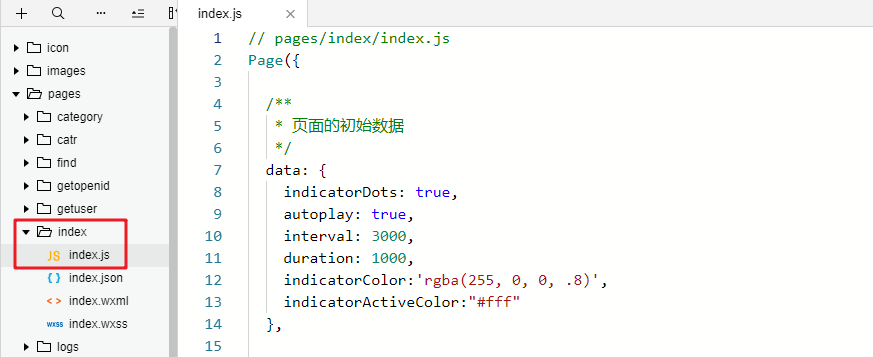 index.js
icon
images
pages
category
catr
find
getopenid
getuser
index
JS index.js
{ } index.json
< > index.wxml
wxss index.wxss
logs
1 // pages/index/index.js
2 Page({
3
4 /**
5 * 页面的初始数据
6 */
7 data: {
8 indicatorDots: true,
9 autoplay: true,
10 interval: 3000,
11 duration: 1000,
12 indicatorColor:'rgba(255, 0, 0, .8)',
13 indicatorActiveColor:"#fff"
14 },
15